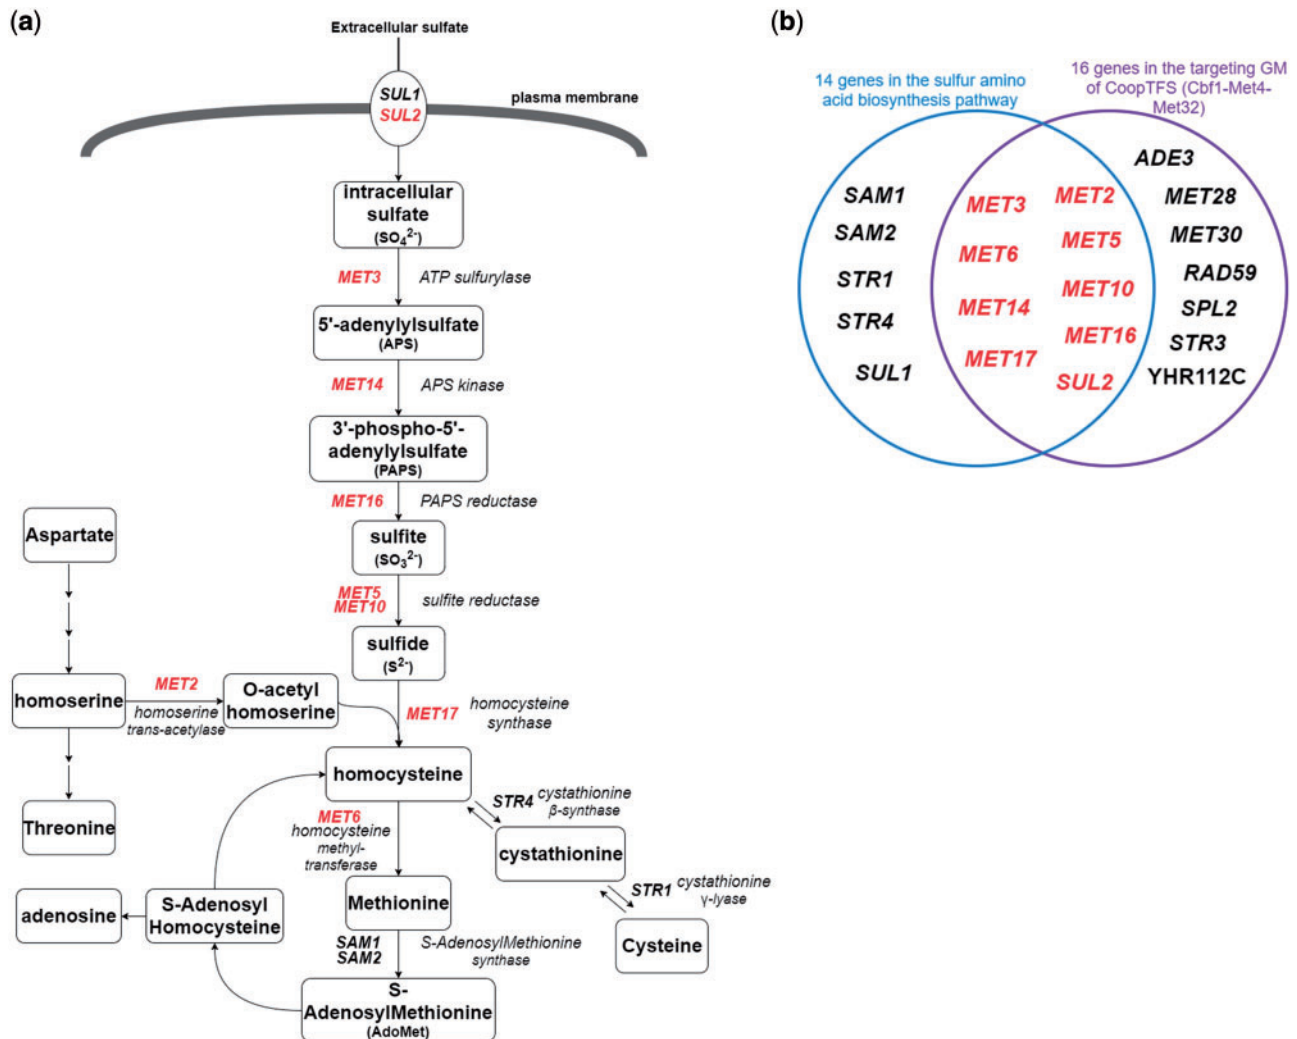 (a)
Extracellular sulfate
SUL1
SUL2
plasma membrane
intracellular
sulfate
(SO₄²⁻)
MET3
ATP sulfurylase
5'-adenylylsulfate
(APS)
MET14
APS kinase
3'-phospho-5'-
adenylylsulfate
(PAPS)
MET16
PAPS reductase
sulfite
(SO₃²⁻)
MET5
MET10
sulfite reductase
sulfide
(S²⁻)
Aspartate
homoserine
MET2
homoserine
trans-acetylase
O-acetyl
homoserine
MET17
homocysteine
synthase
Threonine
homocysteine
MET6
homocysteine
methyl-
transferase
STR4
cystathionine
β-synthase
cystathionine
STR1
cystathionine
γ-lyase
Cysteine
Methionine
adenosine
S-Adenosyl
Homocysteine
SAM1
SAM2
S-AdenosylMethionine
synthase
S-
AdenosylMethionine
(AdoMet)
(b)
14 genes in the sulfur amino
acid biosynthesis pathway
16 genes in the targeting GM
of CoopTFS (Cbf1-Met4-
Met32)
SAM1
SAM2
STR1
STR4
SUL1
MET3
MET6
MET14
MET17
MET2
MET5
MET10
MET16
SUL2
ADE3
MET28
MET30
RAD59
SPL2
STR3
YHR112C